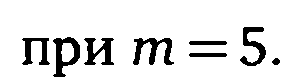 при m = 5.